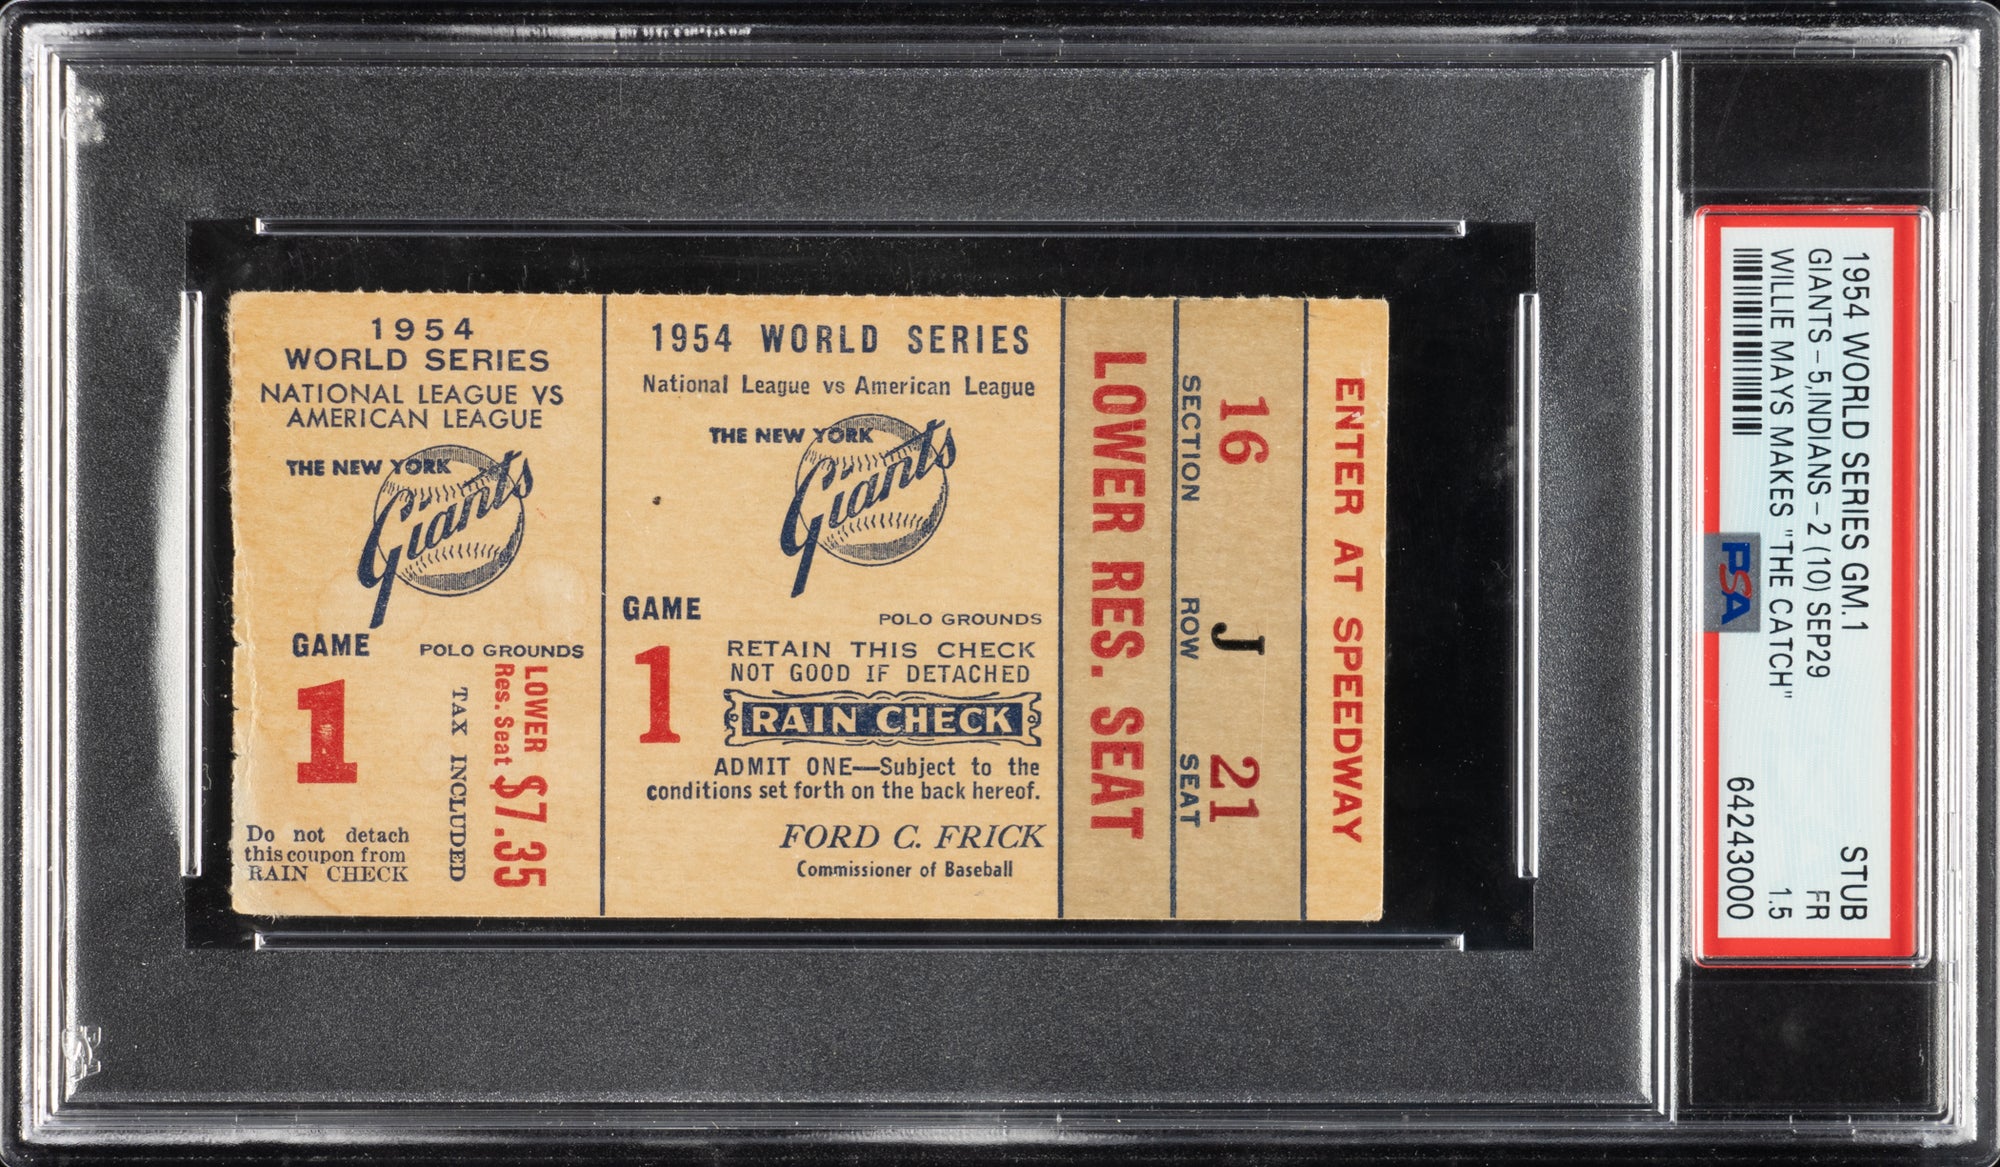 1954
WORLD SERIES
NATIONAL LEAGUE VS
AMERICAN LEAGUE
THE NEW YORK
Giants
GAME
1
POLO GROUNDS
LOWER
Res. Seat $7.35
TAX INCLUDED
Do not detach
this coupon from
RAIN CHECK
1954 WORLD SERIES
National League vs American League
THE NEW YORK
Giants
GAME
1
POLO GROUNDS
RETAIN THIS CHECK
NOT GOOD IF DETACHED
RAIN CHECK
ADMIT ONE—Subject to the
conditions set forth on the back hereof.
FORD C. FRICK
Commissioner of Baseball
LOWER RES. SEAT
16 J 21
SECTION ROW SEAT
ENTER AT SPEEDWAY
1954 WORLD SERIES GM.1 STUB
GIANTS-5,INDIANS-2 (10) SEP29 FR
WILLIE MAYS MAKES "THE CATCH" 1.5
64243000
PSA